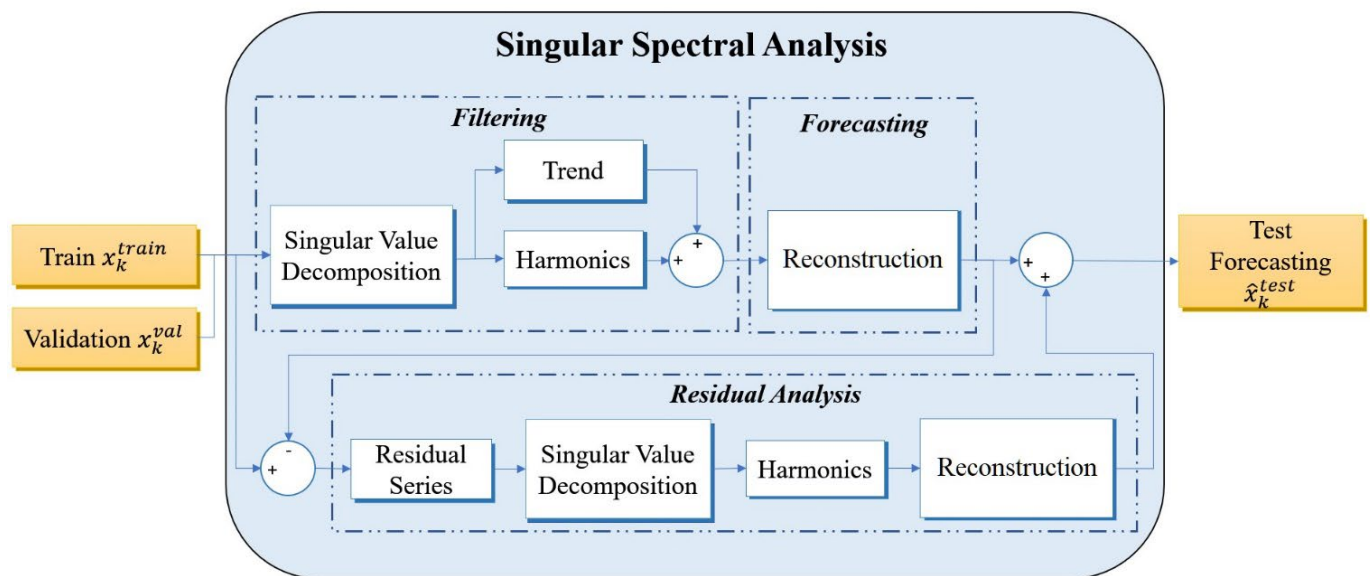 Singular Spectral Analysis
Filtering
Forecasting
Trend
Singular Value
Decomposition
Harmonics
+
+
Reconstruction
+
+
Train x_k^{train}
Validation x_k^{val}
Test
Forecasting
x̂_k^{test}
Residual Analysis
-
+
Residual
Series
Singular Value
Decomposition
Harmonics
Reconstruction